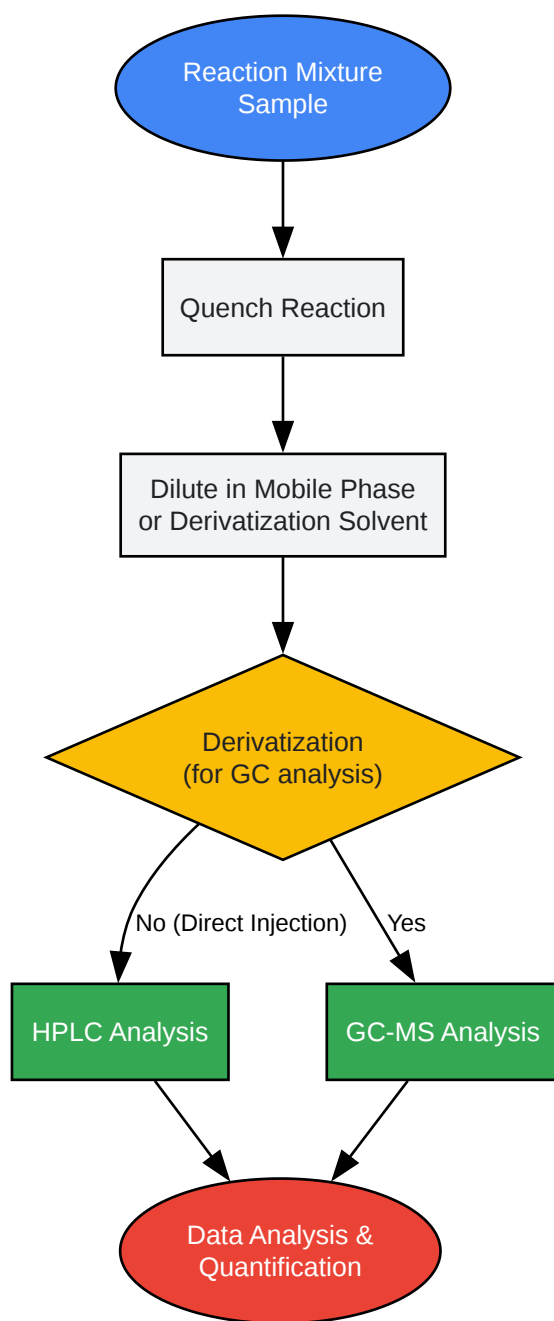 Reaction Mixture
Sample
Quench Reaction
Dilute in Mobile Phase
or Derivatization Solvent
Derivatization
(for GC analysis)
No (Direct Injection)
Yes
HPLC Analysis
GC-MS Analysis
Data Analysis &
Quantification